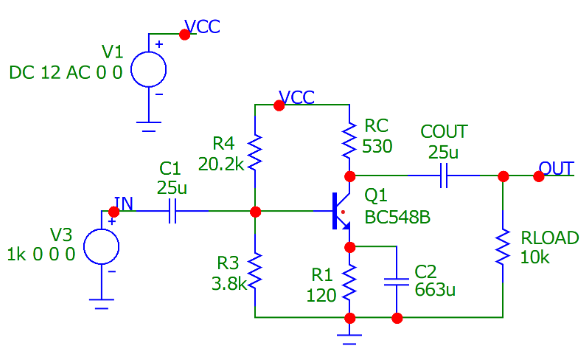 VCC
V1
DC 12 AC 0 0
VCC
R4
20.2k
RC
530
COUT
25u
C1
25u
IN
Q1
BC548B
OUT
V3
1k 0 0 0
R3
3.8k
R1
120
C2
663u
RLOAD
10k